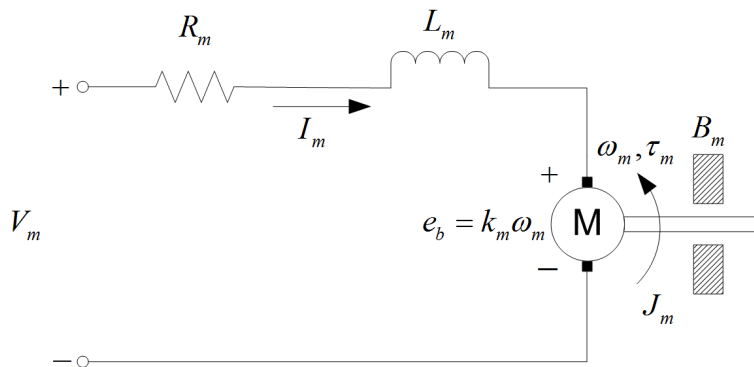 R_m
L_m
+
I_m
B_m
ω_m, τ_m
+
V_m
e_b = k_m ω_m
M
−
J_m
−